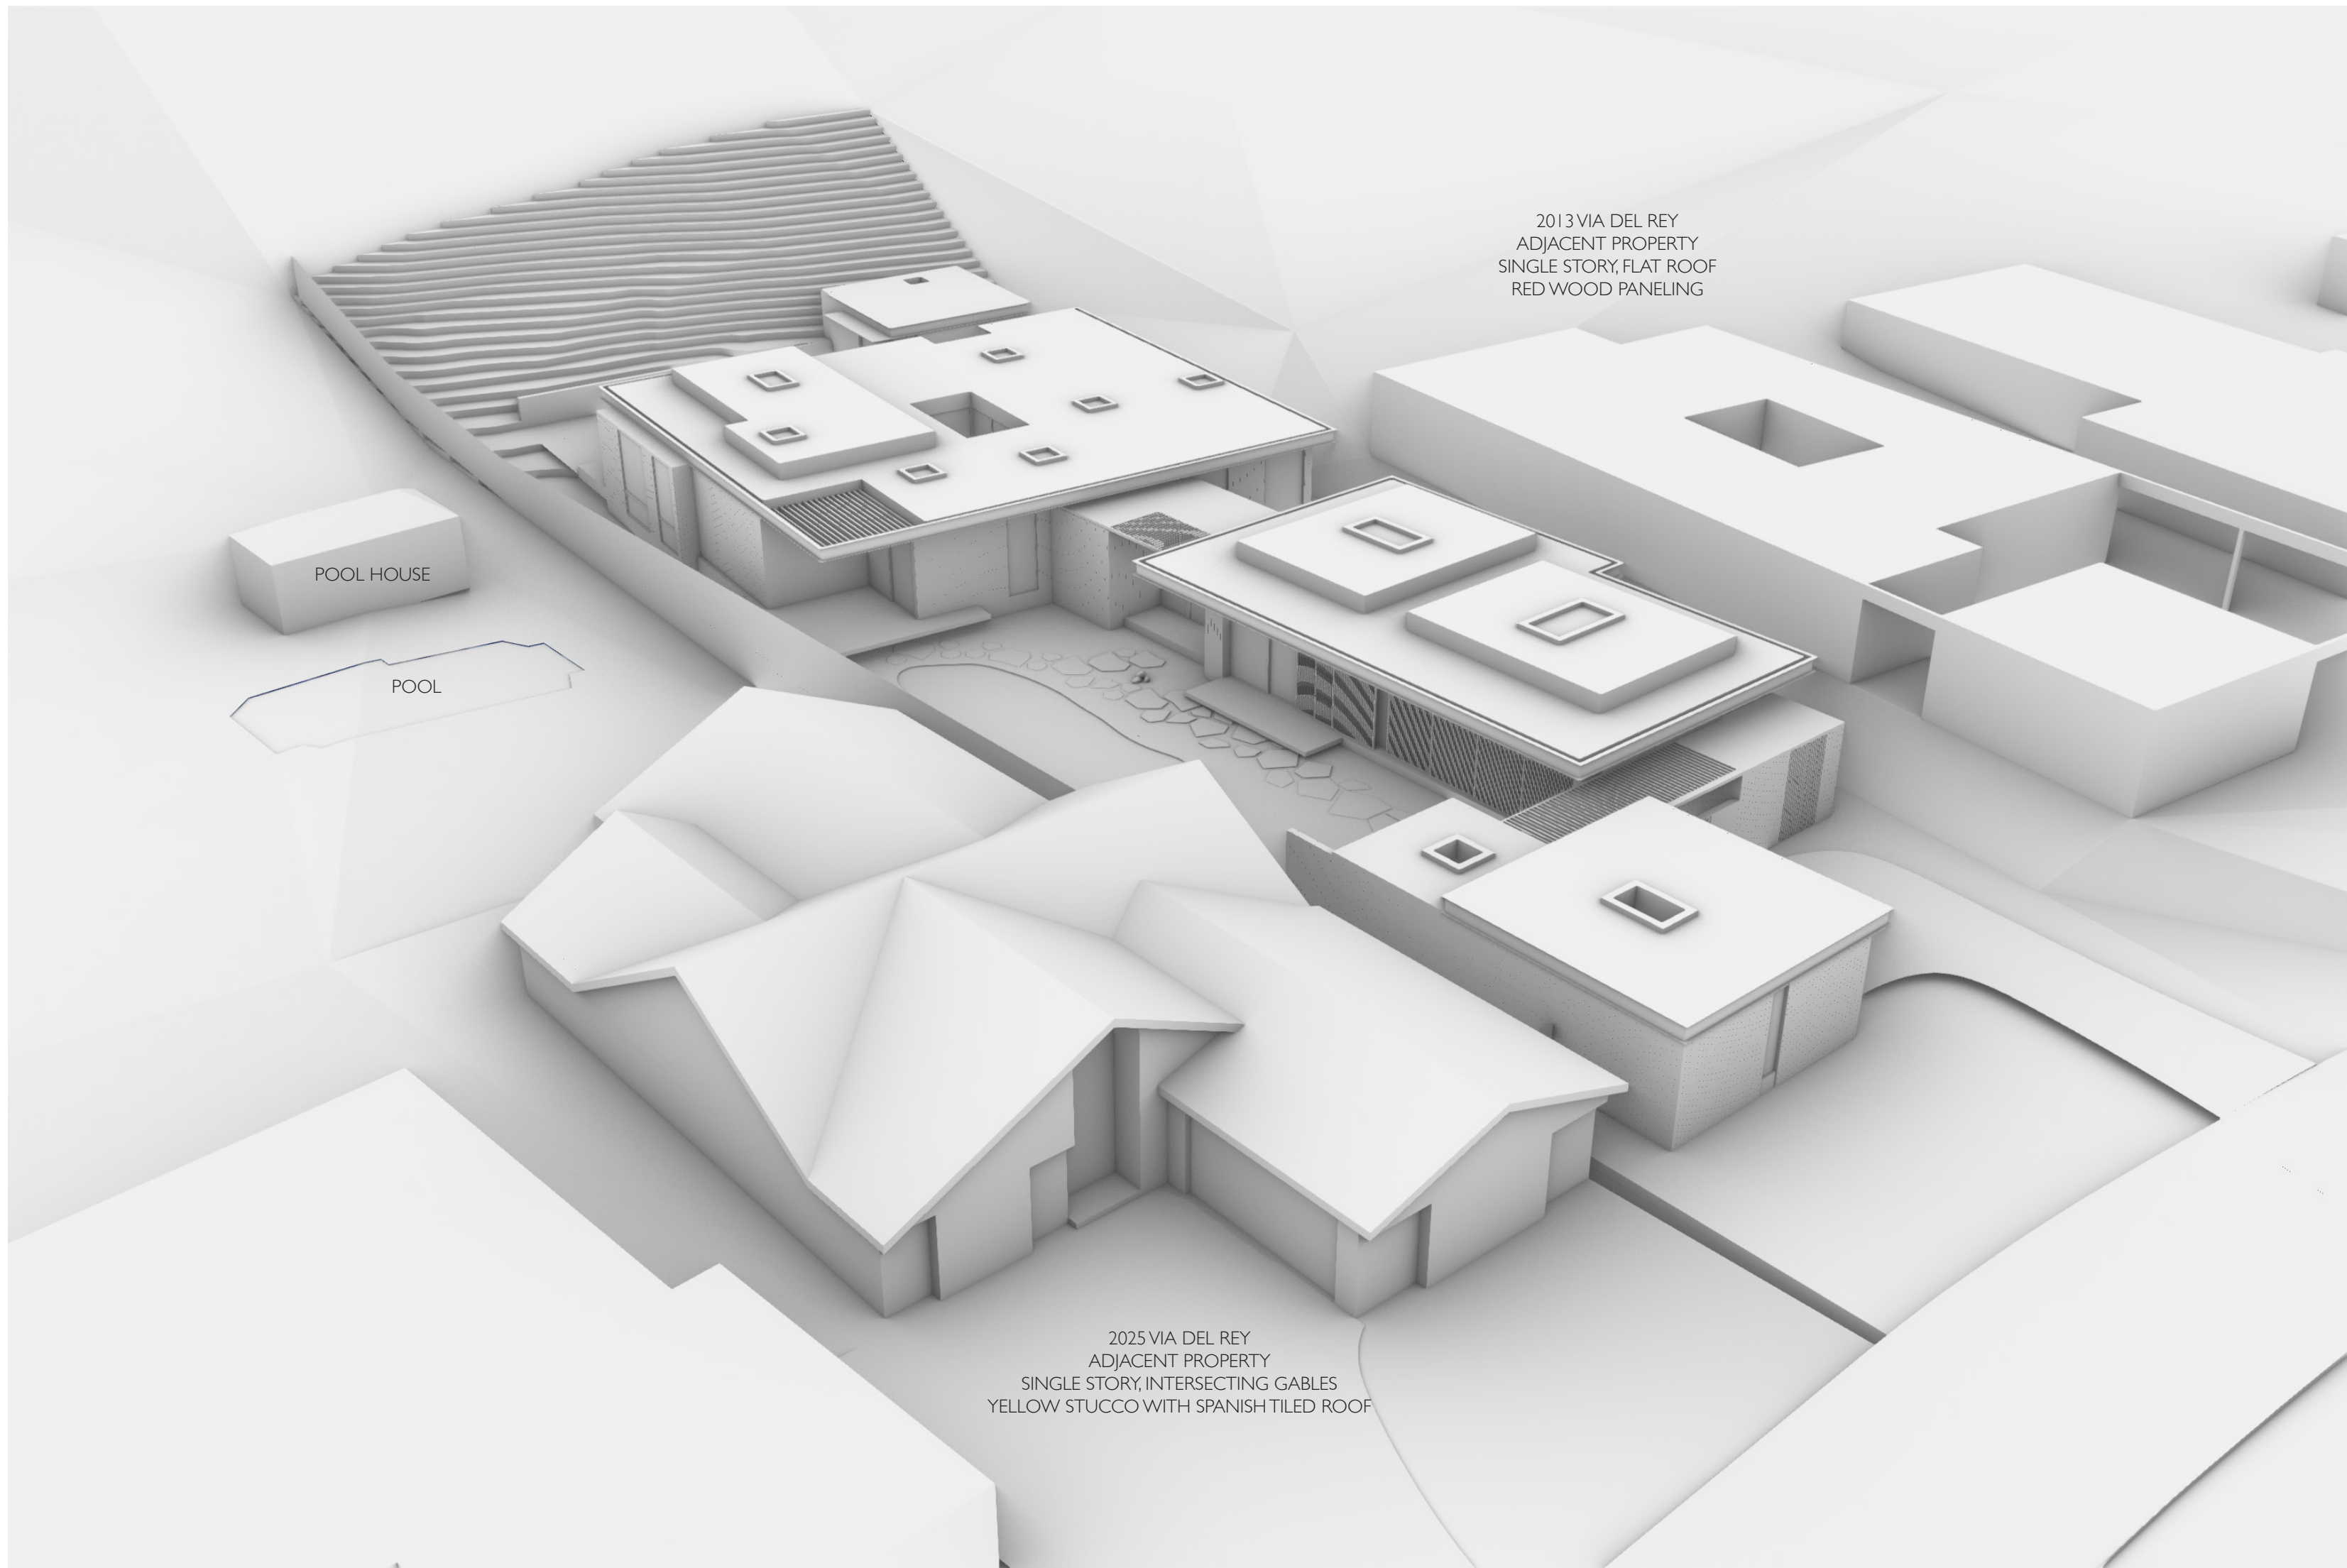 2013 VIA DEL REY
ADJACENT PROPERTY
SINGLE STORY, FLAT ROOF
RED WOOD PANELING
POOL HOUSE
POOL
2025 VIA DEL REY
ADJACENT PROPERTY
SINGLE STORY, INTERSECTING GABLES
YELLOW STUCCO WITH SPANISH TILED ROOF